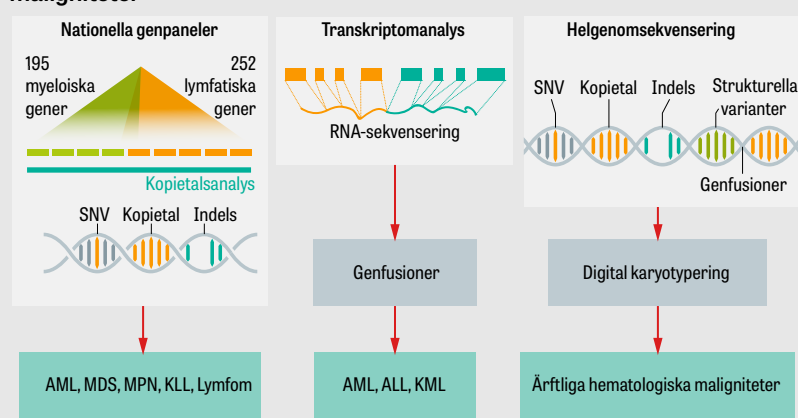 maligniteter
Nationella genpaneler
195
myeloiska
gener
252
lymfatiska
gener
Kopietalsanalys
SNV
Kopietal
Indels
AML, MDS, MPN, KLL, Lymfom
Transkriptomanalys
RNA-sekvensering
Genfusioner
AML, ALL, KML
Helgenomsekvensering
SNV
Kopietal
Indels
Strukturella
varianter
Genfusioner
Digital karyotypering
Ärftliga hematologiska maligniteter